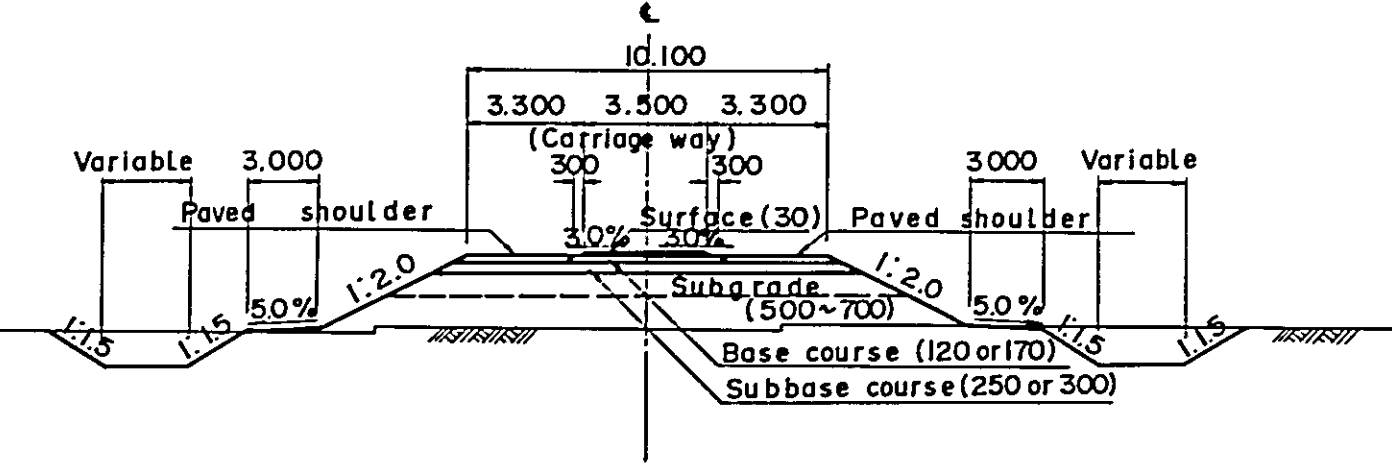 ℄
10.100
3.300 3.500 3.300
(Carriage way)
Variable 3.000 300 300 3000 Variable
Paved shoulder Surface (30) Paved shoulder
3.0% 3.0%
1:2.0 1:2.0
Subgrade
(500~700)
5.0% 5.0%
1:1.5 1:1.5 1:1.5 1:1.5
Base course (120 or 170)
Subbase course (250 or 300)